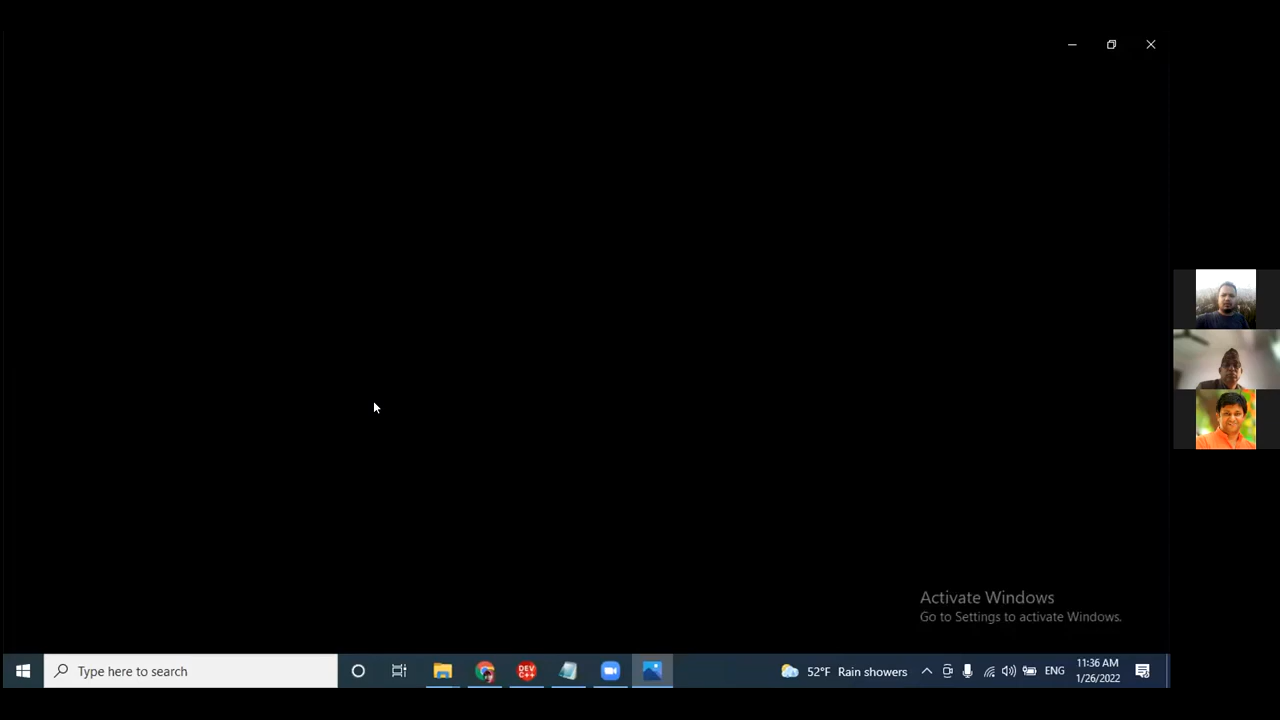 Activate Windows
Go to Settings to activate Windows.
Type here to search
DEV
C++
52°F Rain showers
ENG
11:36 AM
1/26/2022